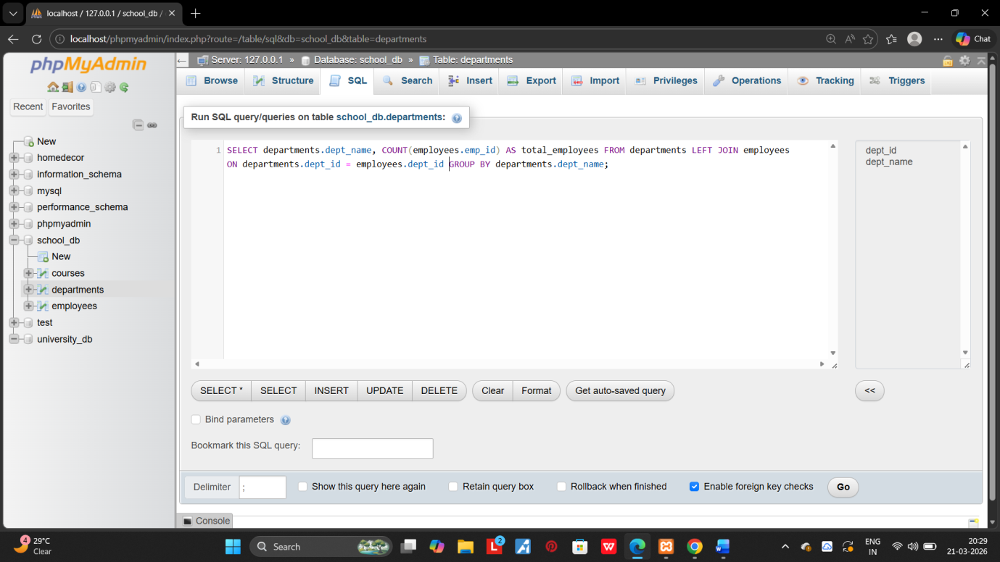 localhost / 127.0.0.1 / school_db /
localhost/phpmyadmin/index.php?route=/table/sql&db=school_db&table=departments
Chat
phpMyAdmin
Recent
Favorites
New
homedecor
information_schema
mysql
performance_schema
phpmyadmin
school_db
New
courses
departments
employees
test
university_db
Server: 127.0.0.1 » Database: school_db » Table: departments
Browse
Structure
SQL
Search
Insert
Export
Import
Privileges
Operations
Tracking
Triggers
Run SQL query/queries on table school_db.departments:
1
SELECT departments.dept_name, COUNT(employees.emp_id) AS total_employees FROM departments LEFT JOIN employees
ON departments.dept_id = employees.dept_id GROUP BY departments.dept_name;
dept_id
dept_name
SELECT *
SELECT
INSERT
UPDATE
DELETE
Clear
Format
Get auto-saved query
<<
Bind parameters
Bookmark this SQL query:
Delimiter
;
Show this query here again
Retain query box
Rollback when finished
Enable foreign key checks
Go
Console
4
29°C
Clear
Search
L
2
W
W
ENG
IN
20:29
21-03-2026